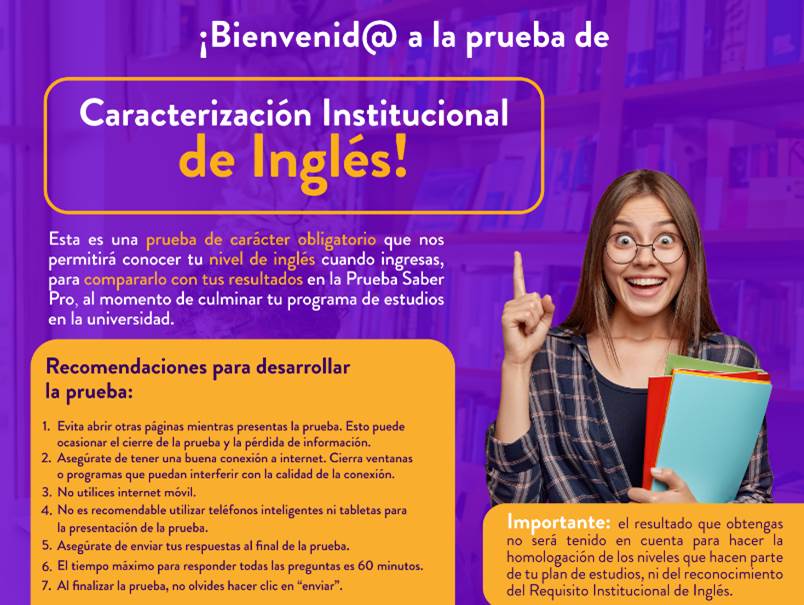 ¡Bienvenid@ a la prueba de
Caracterización Institucional
de Inglés!
Esta es una prueba de carácter obligatorio que nos
permitirá conocer tu nivel de inglés cuando ingresas,
para compararlo con tus resultados en la Prueba Saber
Pro, al momento de culminar tu programa de estudios
en la universidad.
Recomendaciones para desarrollar
la prueba:
1. Evita abrir otras páginas mientras presentas la prueba. Esto puede
ocasionar el cierre de la prueba y la pérdida de información.
2. Asegúrate de tener una buena conexión a internet. Cierra ventanas
o programas que puedan interferir con la calidad de la conexión.
3. No utilices internet móvil.
4. No es recomendable utilizar teléfonos inteligentes ni tabletas para
la presentación de la prueba.
5. Asegúrate de enviar tus respuestas al final de la prueba.
6. El tiempo máximo para responder todas las preguntas es 60 minutos.
7. Al finalizar la prueba, no olvides hacer clic en “enviar”.
Importante: el resultado que obtengas
no será tenido en cuenta para hacer la
homologación de los niveles que hacen parte
de tu plan de estudios, ni del reconocimiento
del Requisito Institucional de Inglés.